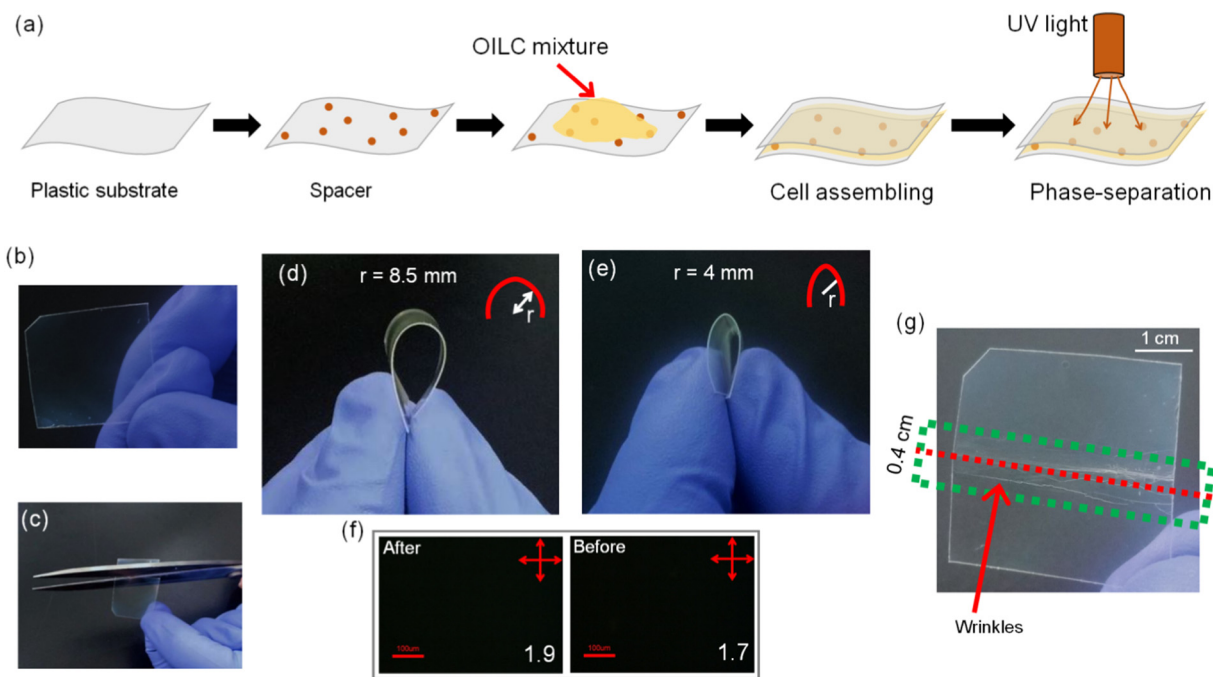 (a)
UV light
OILC mixture
Plastic substrate
Spacer
Cell assembling
Phase-separation
(b)
(c)
(d)
r = 8.5 mm
r
(e)
r = 4 mm
r
(f)
After
100um
1.9
Before
100um
1.7
(g)
1 cm
0.4 cm
Wrinkles